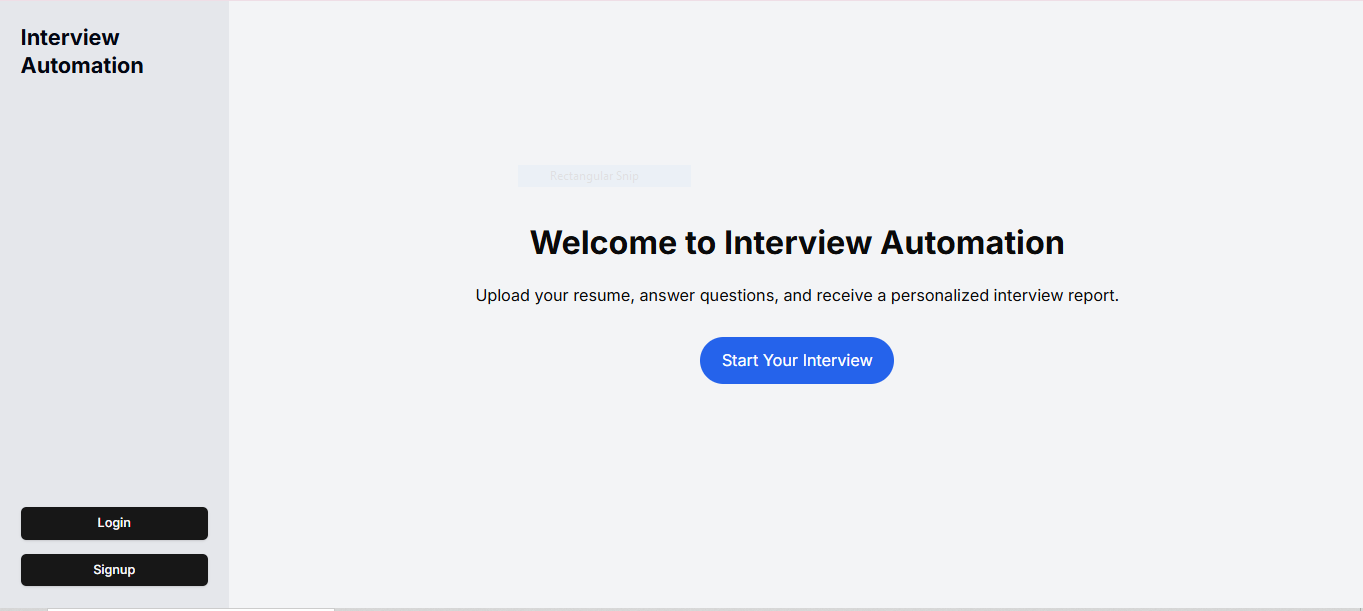 Interview
Automation
Rectangular Snip
Welcome to Interview Automation
Upload your resume, answer questions, and receive a personalized interview report.
Start Your Interview
Login
Signup